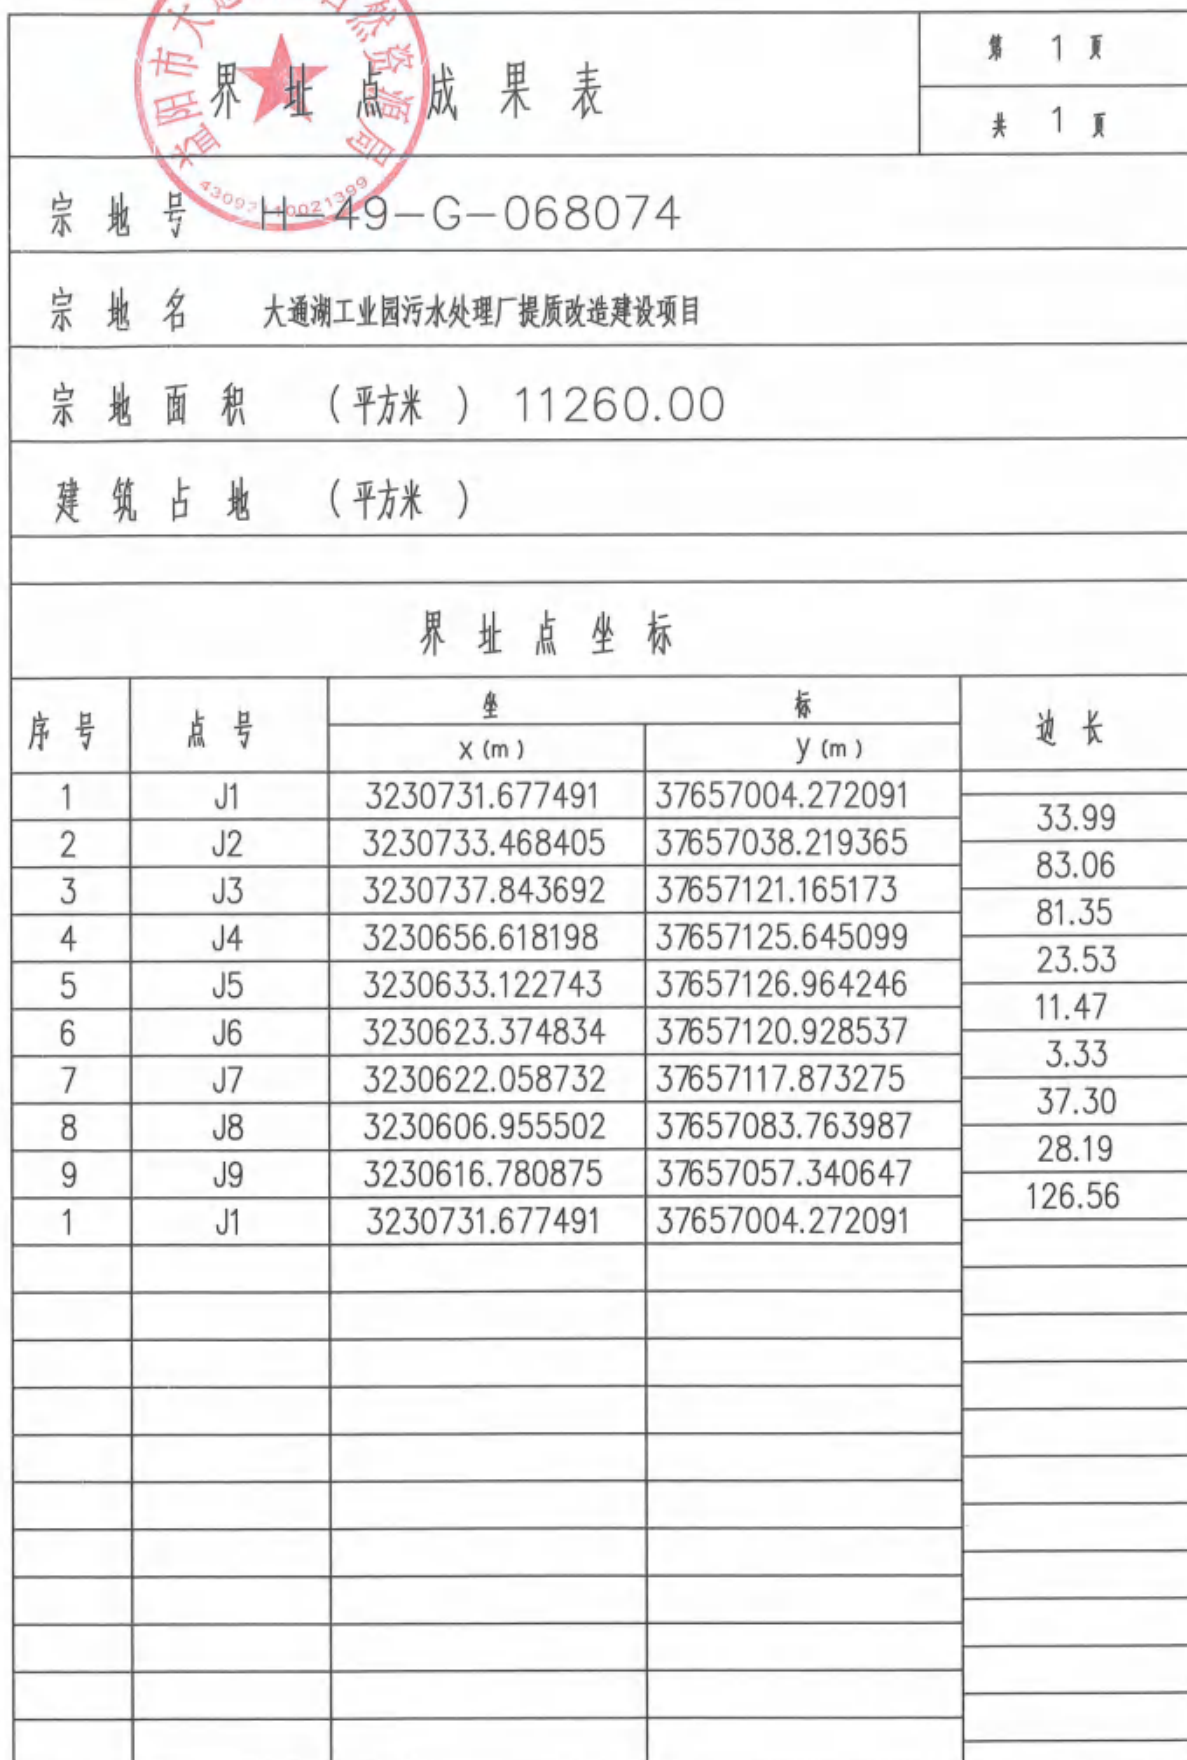 界址点成果表
第 1 页
共 1 页
宗地号 H-49-G-068074
宗地名 大通湖工业园污水处理厂提质改造建设项目
宗地面积 (平方米) 11260.00
建筑占地 (平方米)
界址点坐标
序号 点号 坐标 边长
x (m) y (m)
1 J1 3230731.677491 37657004.272091
33.99
2 J2 3230733.468405 37657038.219365
83.06
3 J3 3230737.843692 37657121.165173
81.35
4 J4 3230656.618198 37657125.645099
23.53
5 J5 3230633.122743 37657126.964246
11.47
6 J6 3230623.374834 37657120.928537
3.33
7 J7 3230622.058732 37657117.873275
37.30
8 J8 3230606.955502 37657083.763987
28.19
9 J9 3230616.780875 37657057.340647
126.56
1 J1 3230731.677491 37657004.272091